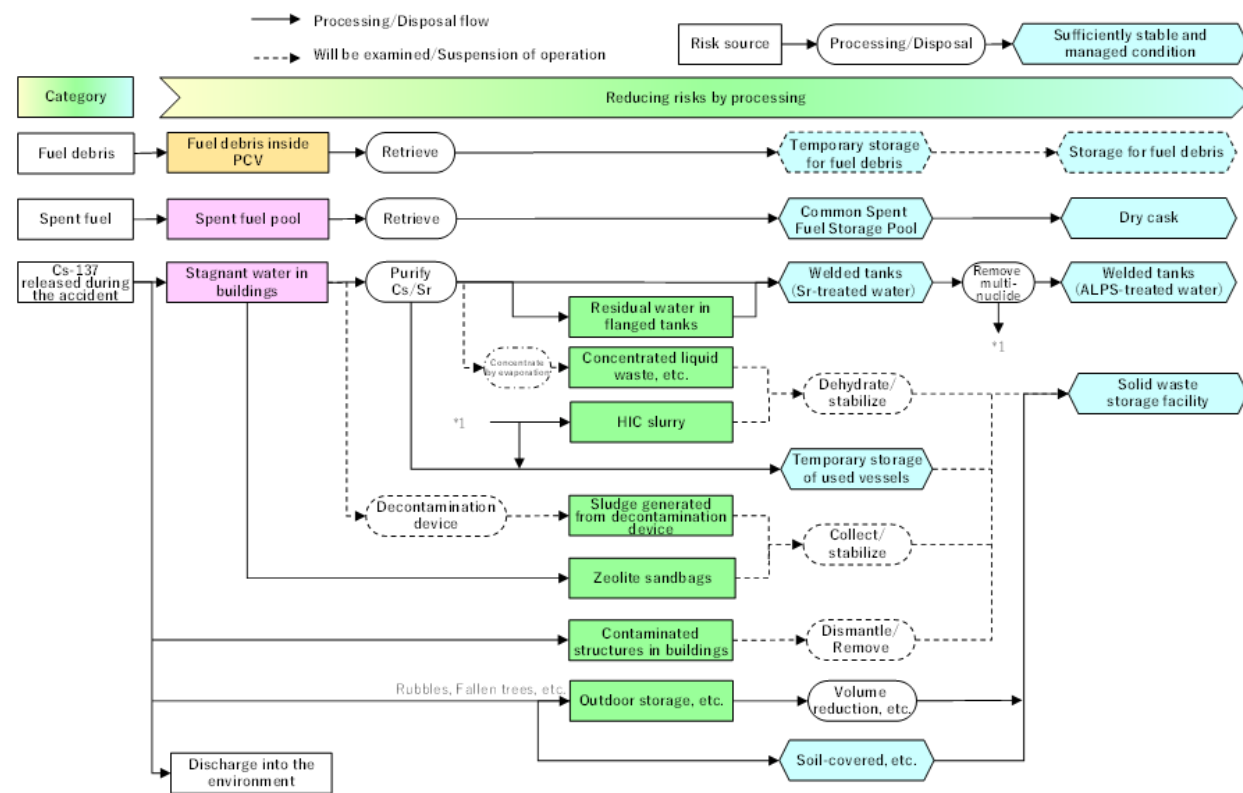 Processing/Disposal flow
Will be examined/Suspension of operation
Risk source
Processing/Disposal
Sufficiently stable and
managed condition
Category
Reducing risks by processing
Fuel debris
Fuel debris inside
PCV
Retrieve
Temporary storage
for fuel debris
Storage for fuel debris
Spent fuel
Spent fuel pool
Retrieve
Common Spent
Fuel Storage Pool
Dry cask
Cs-137
released during
the accident
Stagnant water in
buildings
Purify
Cs/Sr
Welded tanks
(Sr-treated water)
Remove
multi-
nuclide
Welded tanks
(ALPS-treated water)
Residual water in
flanged tanks
*1
Concentrate
by evaporation
Concentrated liquid
waste, etc.
Dehydrate/
stabilize
Solid waste
storage facility
*1
HIC slurry
Temporary storage
of used vessels
Decontamination
device
Sludge generated
from decontamination
device
Collect/
stabilize
Zeolite sandbags
Contaminated
structures in buildings
Dismantle/
Remove
Rubbles, Fallen trees, etc.
Outdoor storage, etc.
Volume
reduction, etc.
Soil-covered, etc.
Discharge into the
environment